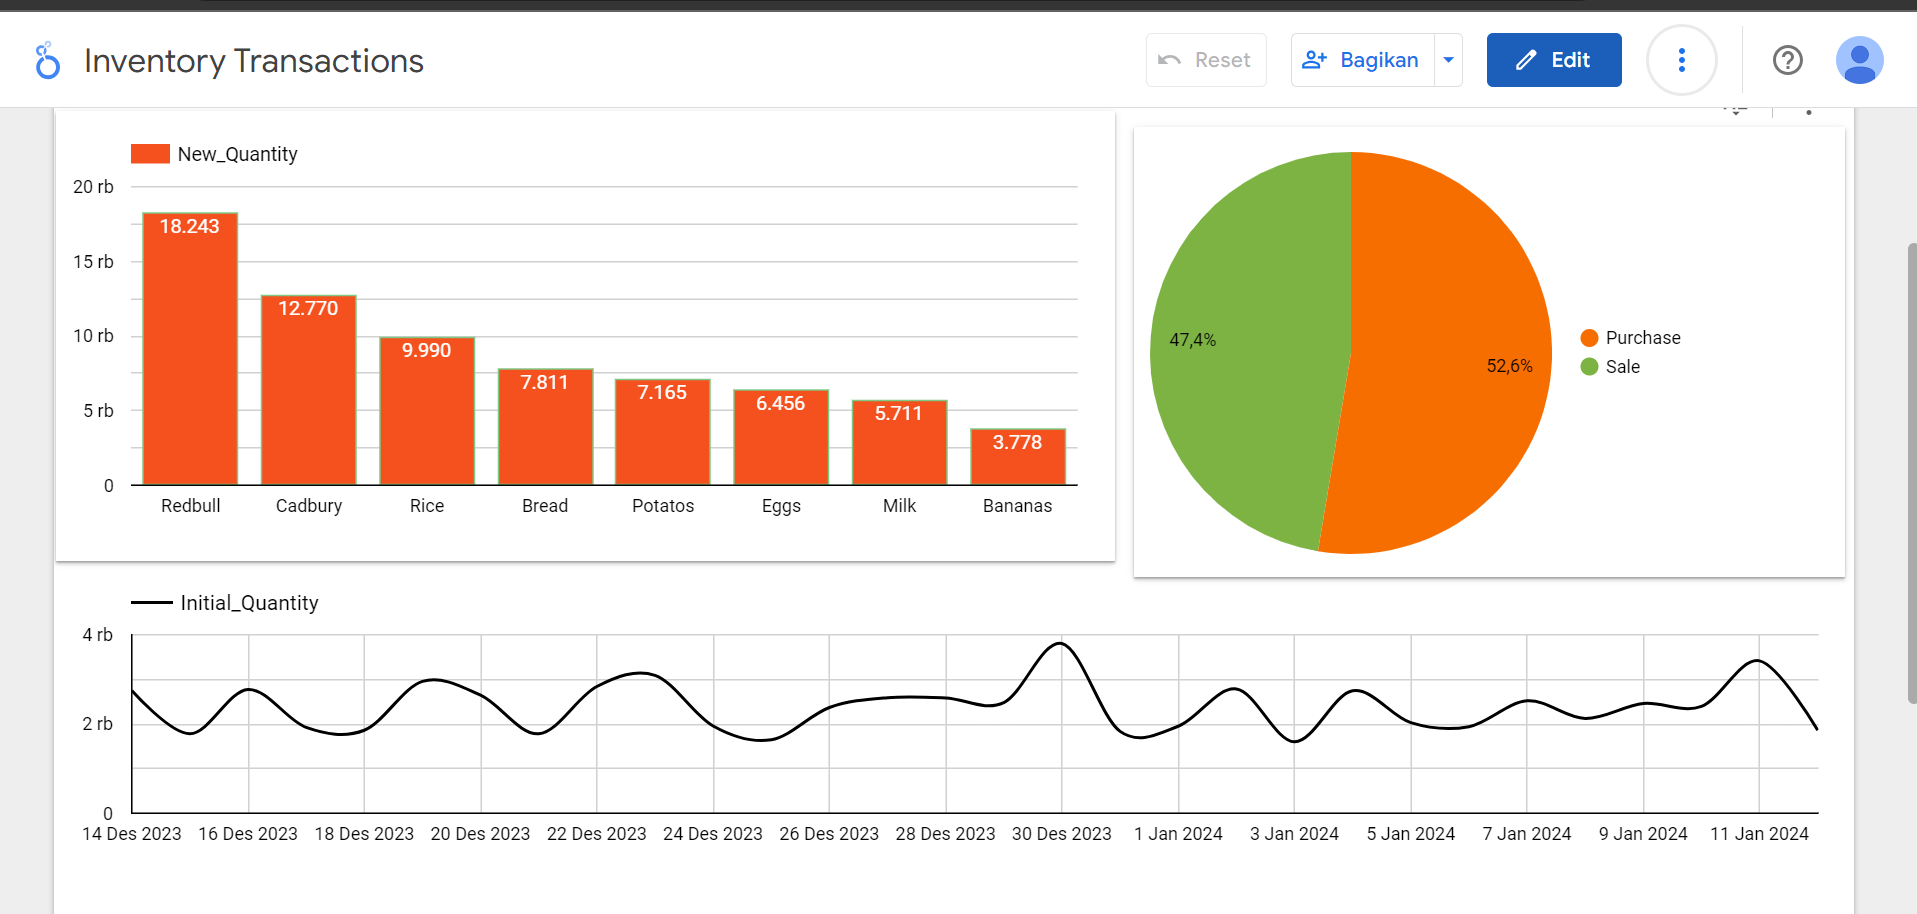 Inventory Transactions
Reset
Bagikan
Edit
New_Quantity
20 rb
15 rb
10 rb
5 rb
0
18.243
12.770
9.990
7.811
7.165
6.456
5.711
3.778
Redbull Cadbury Rice Bread Potatos Eggs Milk Bananas
47,4%
52,6%
Purchase
Sale
Initial_Quantity
4 rb
2 rb
0
14 Des 2023 16 Des 2023 18 Des 2023 20 Des 2023 22 Des 2023 24 Des 2023 26 Des 2023 28 Des 2023 30 Des 2023 1 Jan 2024 3 Jan 2024 5 Jan 2024 7 Jan 2024 9 Jan 2024 11 Jan 2024